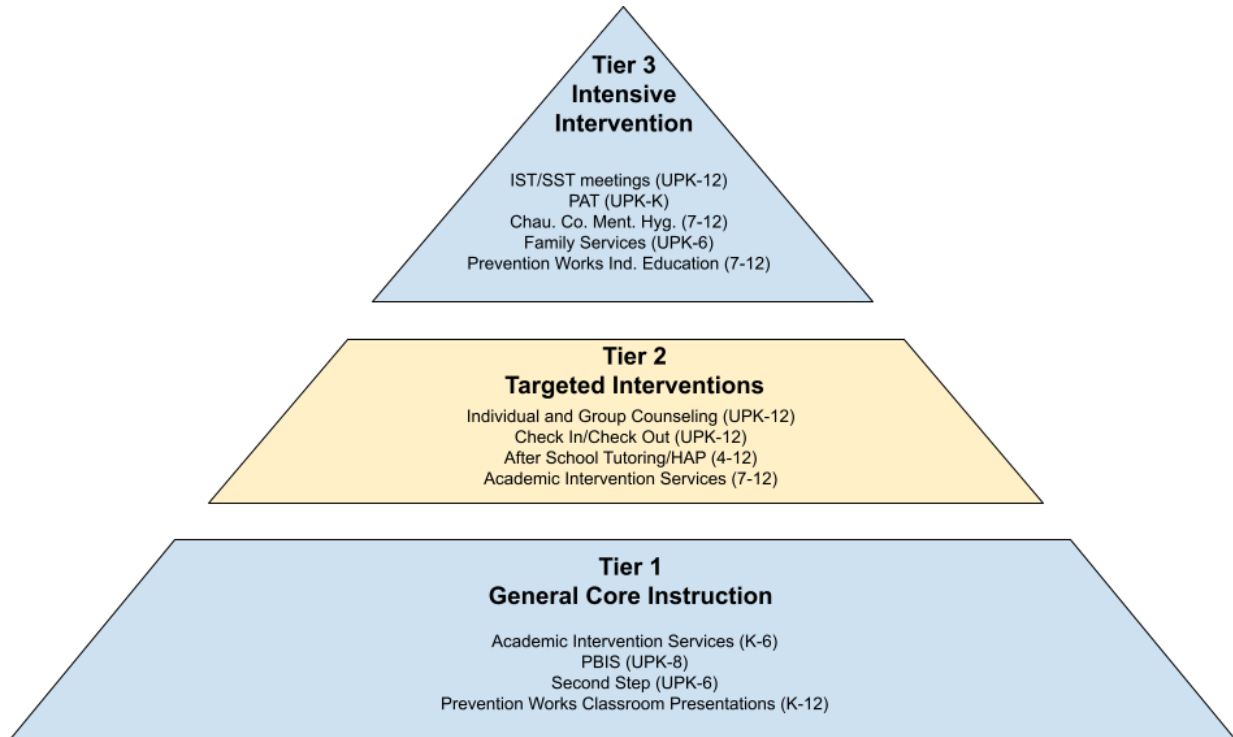 Tier 3
Intensive
Intervention
IST/SST meetings (UPK-12)
PAT (UPK-K)
Chau. Co. Ment. Hyg. (7-12)
Family Services (UPK-6)
Prevention Works Ind. Education (7-12)
Tier 2
Targeted Interventions
Individual and Group Counseling (UPK-12)
Check In/Check Out (UPK-12)
After School Tutoring/HAP (4-12)
Academic Intervention Services (7-12)
Tier 1
General Core Instruction
Academic Intervention Services (K-6)
PBIS (UPK-8)
Second Step (UPK-6)
Prevention Works Classroom Presentations (K-12)